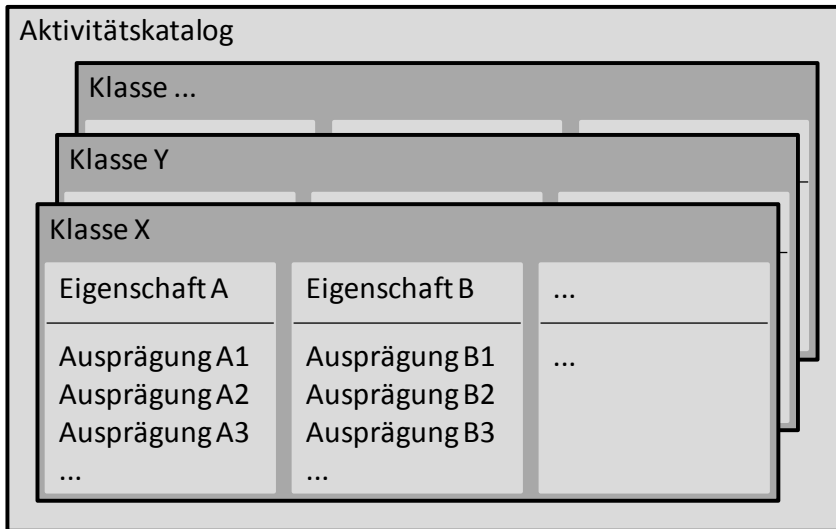 Aktivitätskatalog
Klasse ...
Klasse Y
Klasse X
Eigenschaft A
Ausprägung A1
Ausprägung A2
Ausprägung A3
...
Eigenschaft B
Ausprägung B1
Ausprägung B2
Ausprägung B3
...
...
...